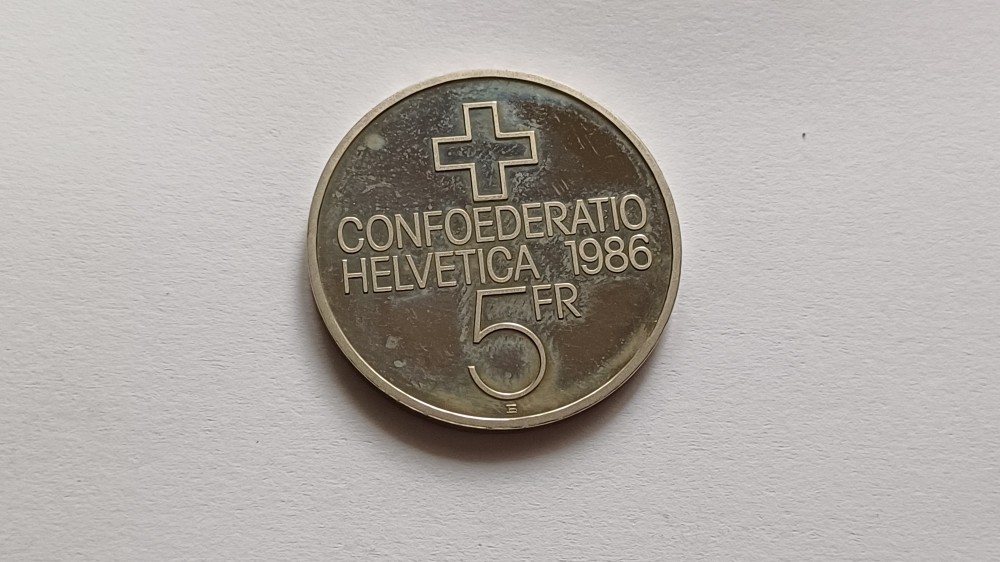 CONFOEDERATIO
HELVETICA 1986
5 FR
B